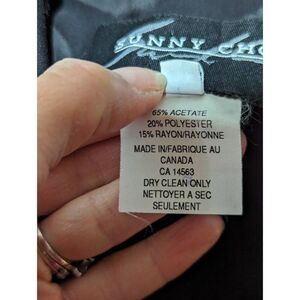 SUNNY CHO
65% ACETATE
20% POLYESTER
15% RAYON/RAYONNE
MADE IN/FABRIQUE AU
CANADA
CA 14563
DRY CLEAN ONLY
NETTOYER A SEC
SEULEMENT